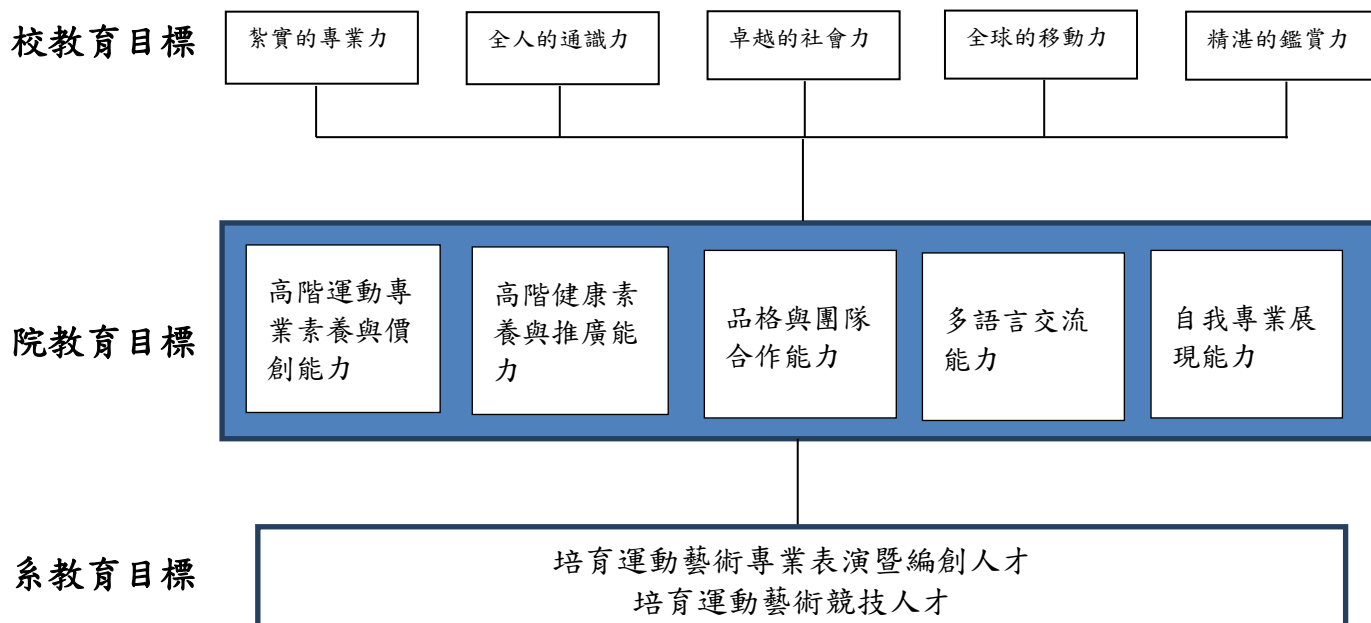 校教育目標
紮實的專業力
全人的通識力
卓越的社會力
全球的移動力
精湛的鑑賞力
院教育目標
高階運動專
業素養與價
創能力
高階健康素
養與推廣能
力
品格與團隊
合作能力
多語言交流
能力
自我專業展
現能力
系教育目標
培育運動藝術專業表演暨編創人才
培育運動藝術競技人才